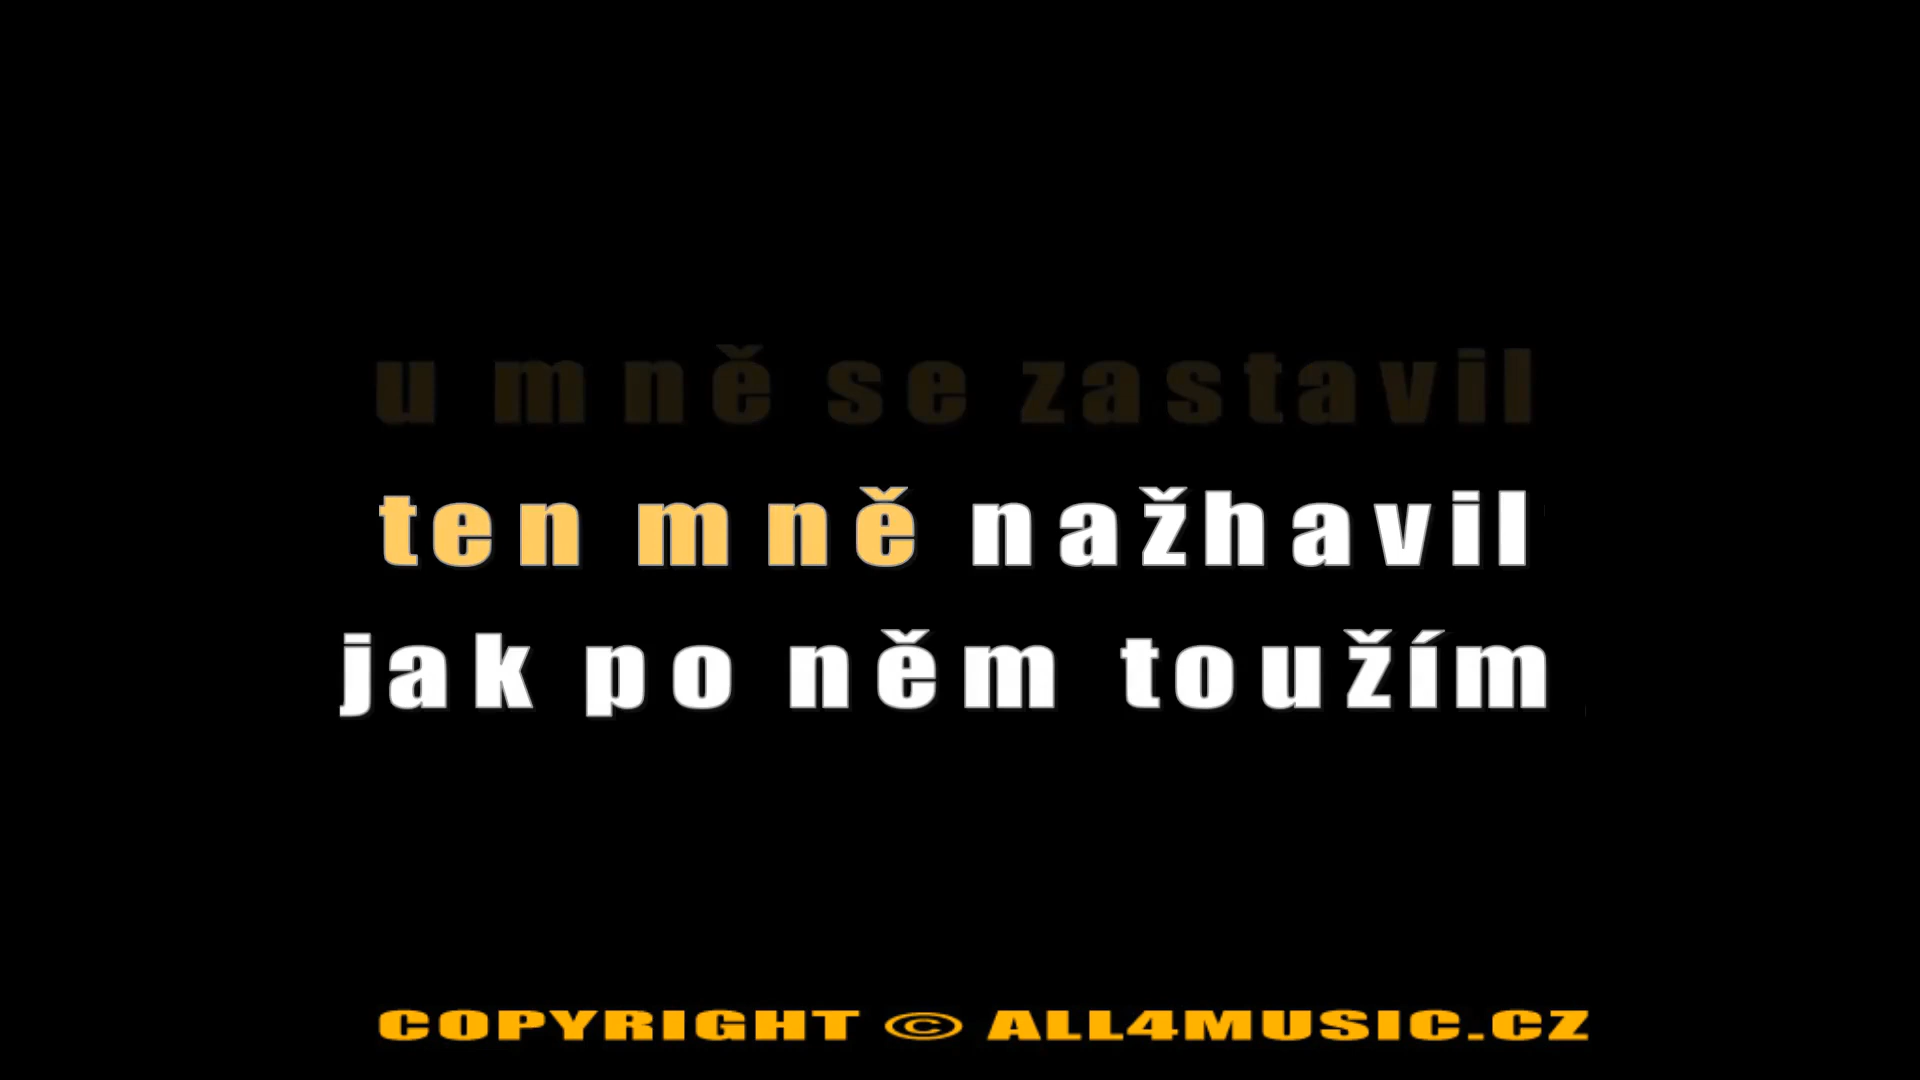 u mně se zastavil
ten mně nažhavil
jak po něm toužím
COPYRIGHT © ALL4MUSIC.CZ